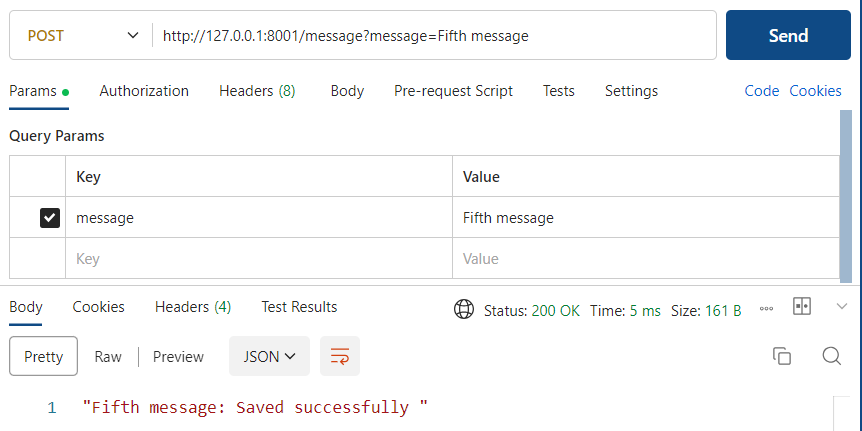 POST http://127.0.0.1:8001/message?message=Fifth message Send
Params Authorization Headers (8) Body Pre-request Script Tests Settings Code Cookies
Query Params
Key Value
message Fifth message
Key Value
Body Cookies Headers (4) Test Results Status: 200 OK Time: 5 ms Size: 161 B
Pretty Raw Preview JSON
1 "Fifth message: Saved successfully "